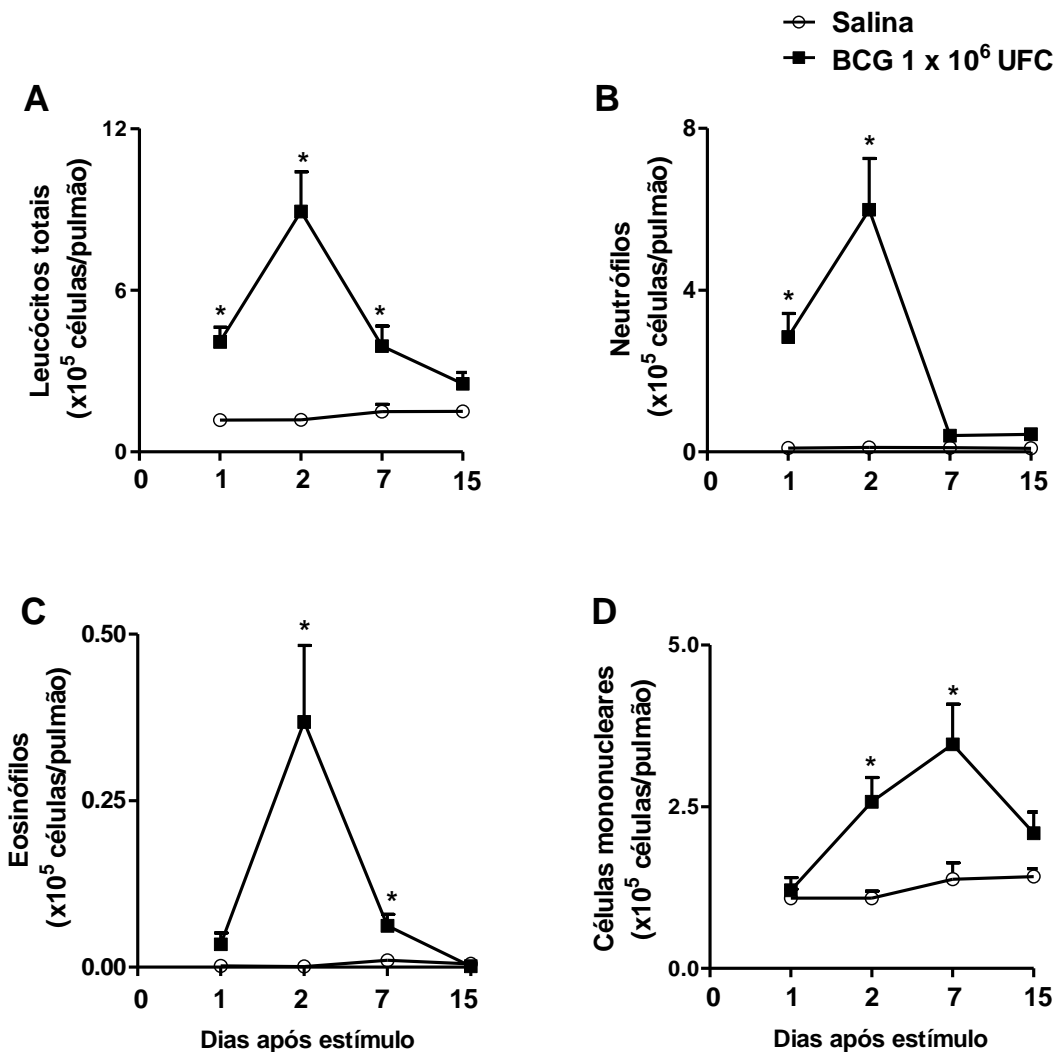 Salina
BCG 1 x 10⁶ UFC
A
Leucócitos totais
(x10⁵ células/pulmão)
12
6
0
* * *
0 1 2 7 15
B
Neutrófilos
(x10⁵ células/pulmão)
8
4
0
* *
0 1 2 7 15
C
Eosinófilos
(x10⁵ células/pulmão)
0.50
0.25
0.00
* *
0 1 2 7 15
Dias após estímulo
D
Células mononucleares
(x10⁵ células/pulmão)
5.0
2.5
0.0
* *
0 1 2 7 15
Dias após estímulo